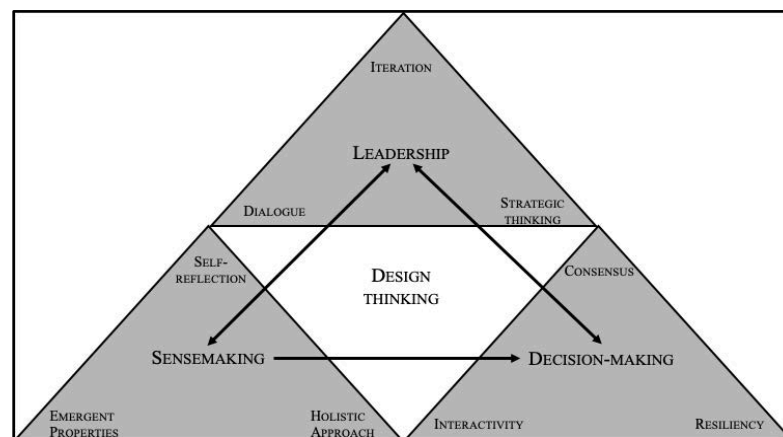 ITERATION
LEADERSHIP
DIALOGUE
STRATEGIC
THINKING
SELF-
REFLECTION
DESIGN
THINKING
CONSENSUS
SENSEMAKING
DECISION-MAKING
EMERGENT
PROPERTIES
HOLISTIC
APPROACH
INTERACTIVITY
RESILIENCY